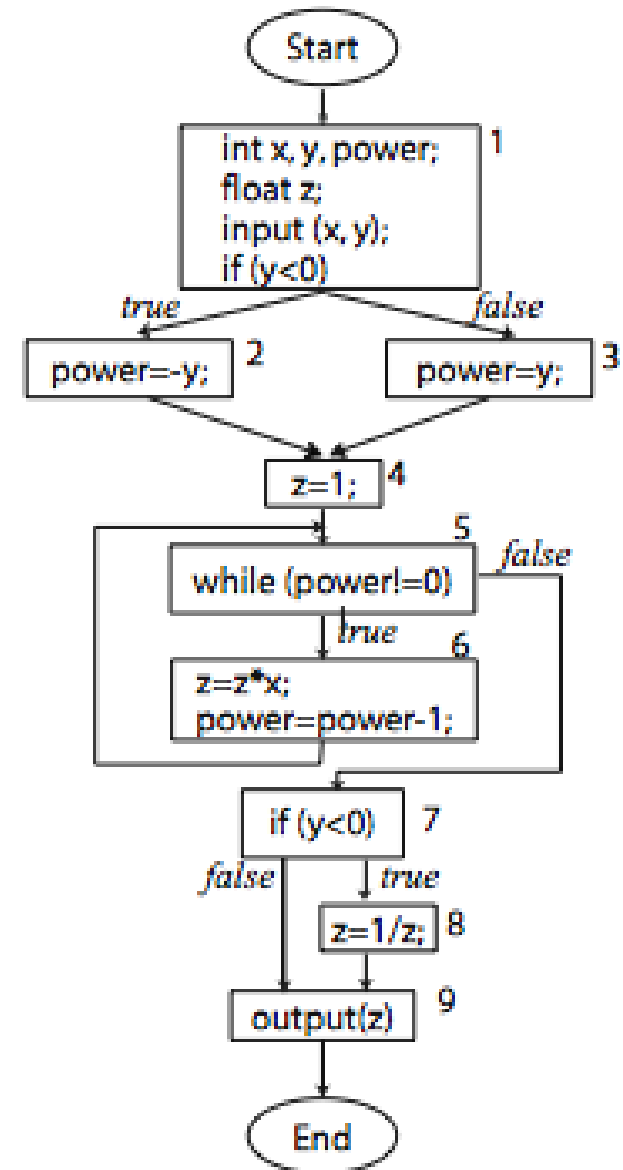 Start
1
int x, y, power;
float z;
input (x, y);
if (y<0)
true
false
power=-y;
2
power=y;
3
z=1;
4
5
while (power!=0)
false
true
6
z=z*x;
power=power-1;
if (y<0)
7
false
true
z=1/z;
8
output(z)
9
End